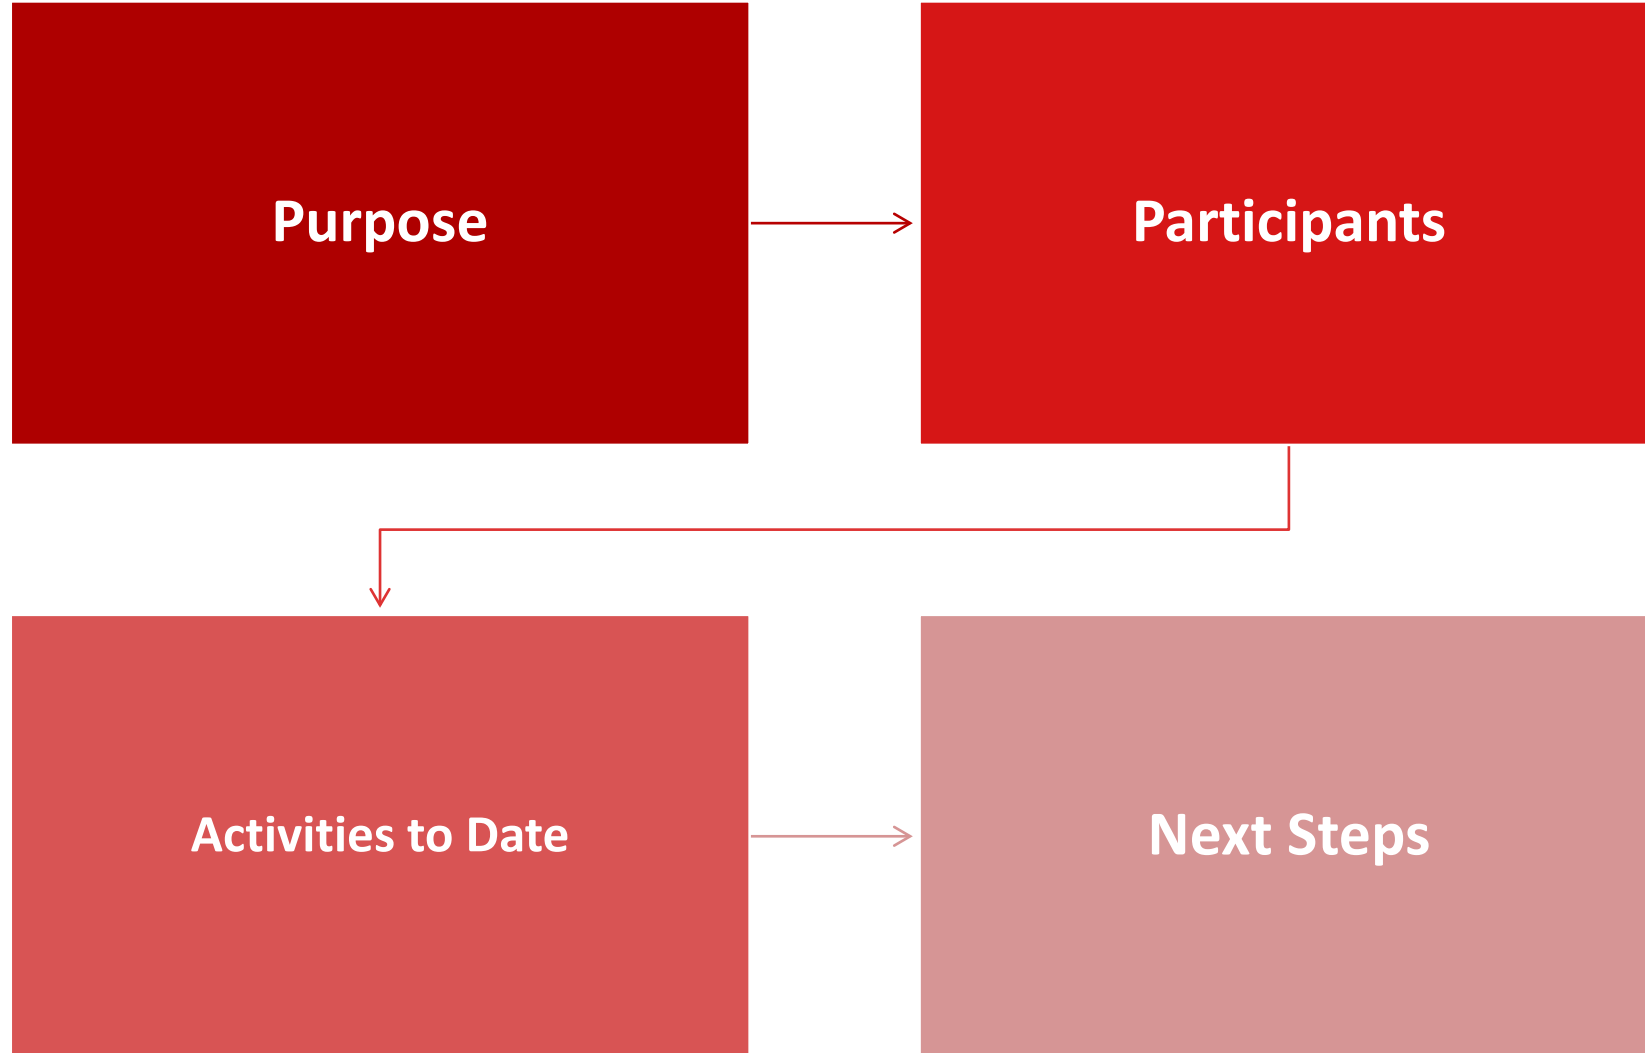 Purpose
Participants
Activities to Date
Next Steps